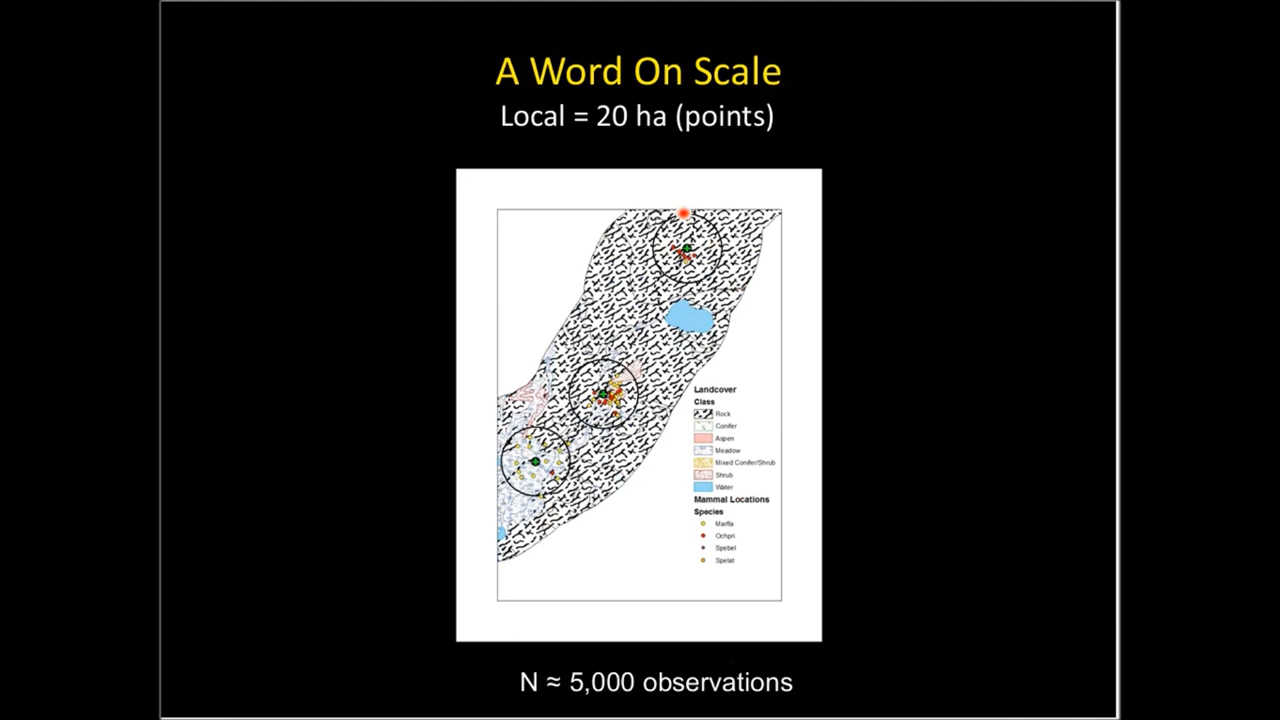 A Word On Scale
Local = 20 ha (points)
Landcover
Class
Rock
Conifer
Aspen
Meadow
Mixed Conifer/Shrub
Shrub
Water
Mammal Locations
Species
Marfla
Ochpri
Spebel
Spelat
N ≈ 5,000 observations